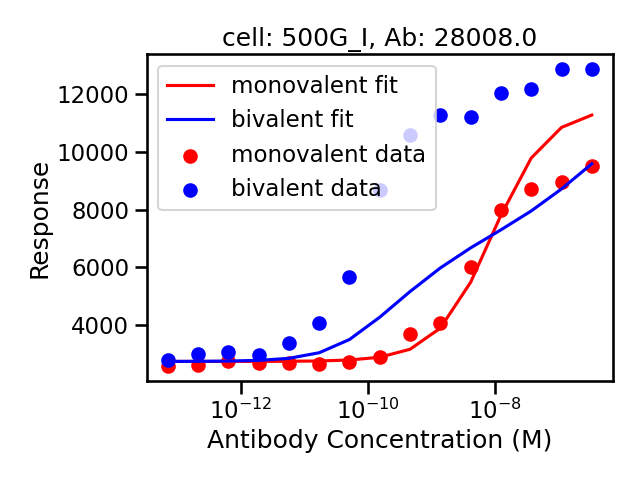 cell: 500G_I, Ab: 28008.0
monovalent fit
bivalent fit
monovalent data
bivalent data
Response
12000
10000
8000
6000
4000
10⁻¹² 10⁻¹⁰ 10⁻⁸
Antibody Concentration (M)